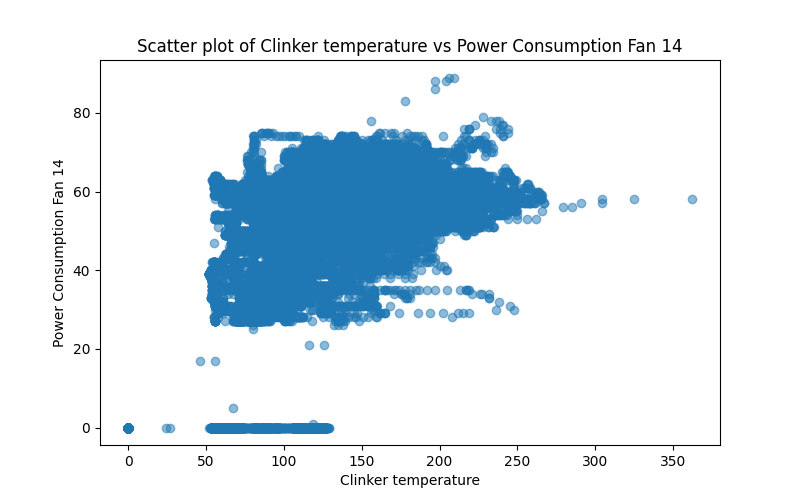 Scatter plot of Clinker temperature vs Power Consumption Fan 14
Power Consumption Fan 14
80
60
40
20
0
0 50 100 150 200 250 300 350
Clinker temperature